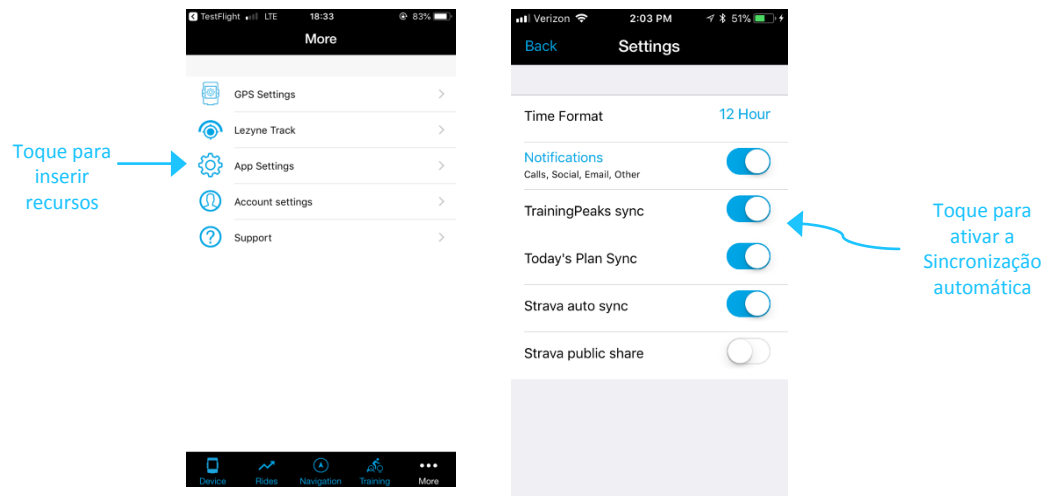 Toque para
inserir
recursos
TestFlight LTE 18:33 83%
More
GPS Settings
Lezyne Track
App Settings
Account settings
? Support
Device Rides Navigation Training More
Verizon 2:03 PM 51%
Back Settings
Time Format 12 Hour
Notifications
Calls, Social, Email, Other
TrainingPeaks sync
Today's Plan Sync
Strava auto sync
Strava public share
Toque para
ativar a
Sincronização
automática